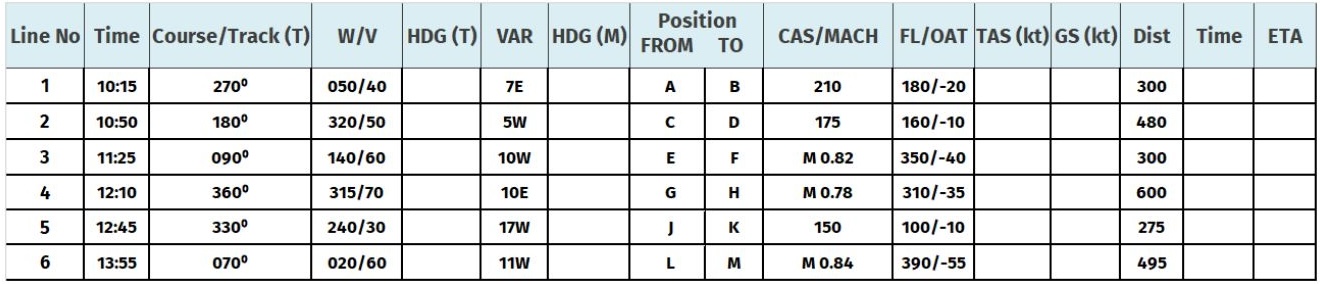 Line No Time Course/Track (T) W/V HDG (T) VAR HDG (M) Position FROM TO CAS/MACH FL/OAT TAS (kt) GS (kt) Dist Time ETA
1 10:15 270⁰ 050/40 7E A B 210 180/-20 300
2 10:50 180⁰ 320/50 5W C D 175 160/-10 480
3 11:25 090⁰ 140/60 10W E F M 0.82 350/-40 300
4 12:10 360⁰ 315/70 10E G H M 0.78 310/-35 600
5 12:45 330⁰ 240/30 17W J K 150 100/-10 275
6 13:55 070⁰ 020/60 11W L M M 0.84 390/-55 495